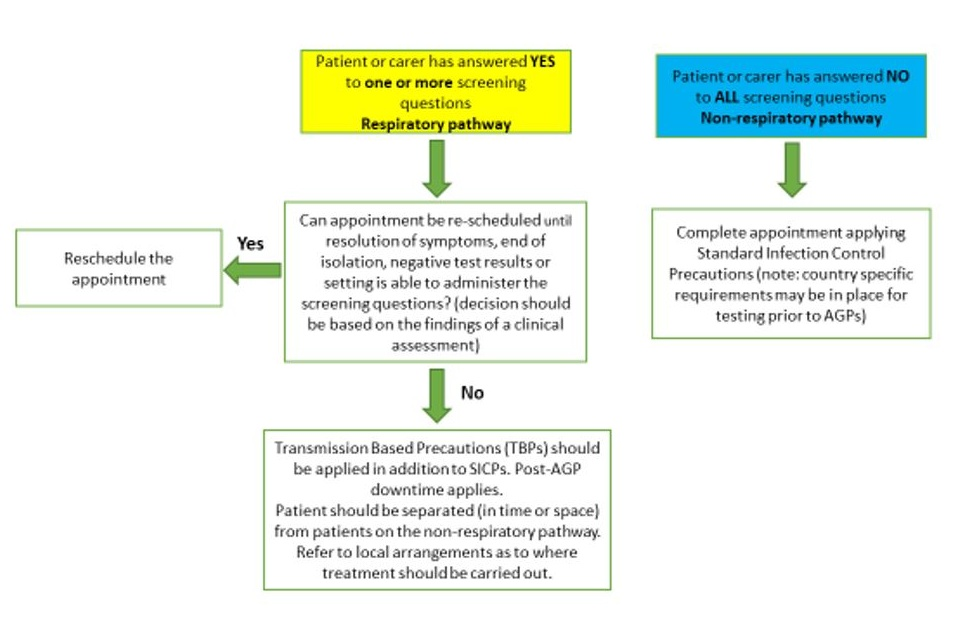 Patient or carer has answered YES
to one or more screening
questions
Respiratory pathway
Patient or carer has answered NO
to ALL screening questions
Non-respiratory pathway
Can appointment be re-scheduled until
resolution of symptoms, end of
isolation, negative test results or
setting is able to administer the
screening questions? (decision should
be based on the findings of a clinical
assessment)
Yes
Reschedule the
appointment
Complete appointment applying
Standard Infection Control
Precautions (note: country specific
requirements may be in place for
testing prior to AGPs)
No
Transmission Based Precautions (TBPs) should
be applied in addition to SICPs. Post-AGP
downtime applies.
Patient should be separated (in time or space)
from patients on the non-respiratory pathway.
Refer to local arrangements as to where
treatment should be carried out.